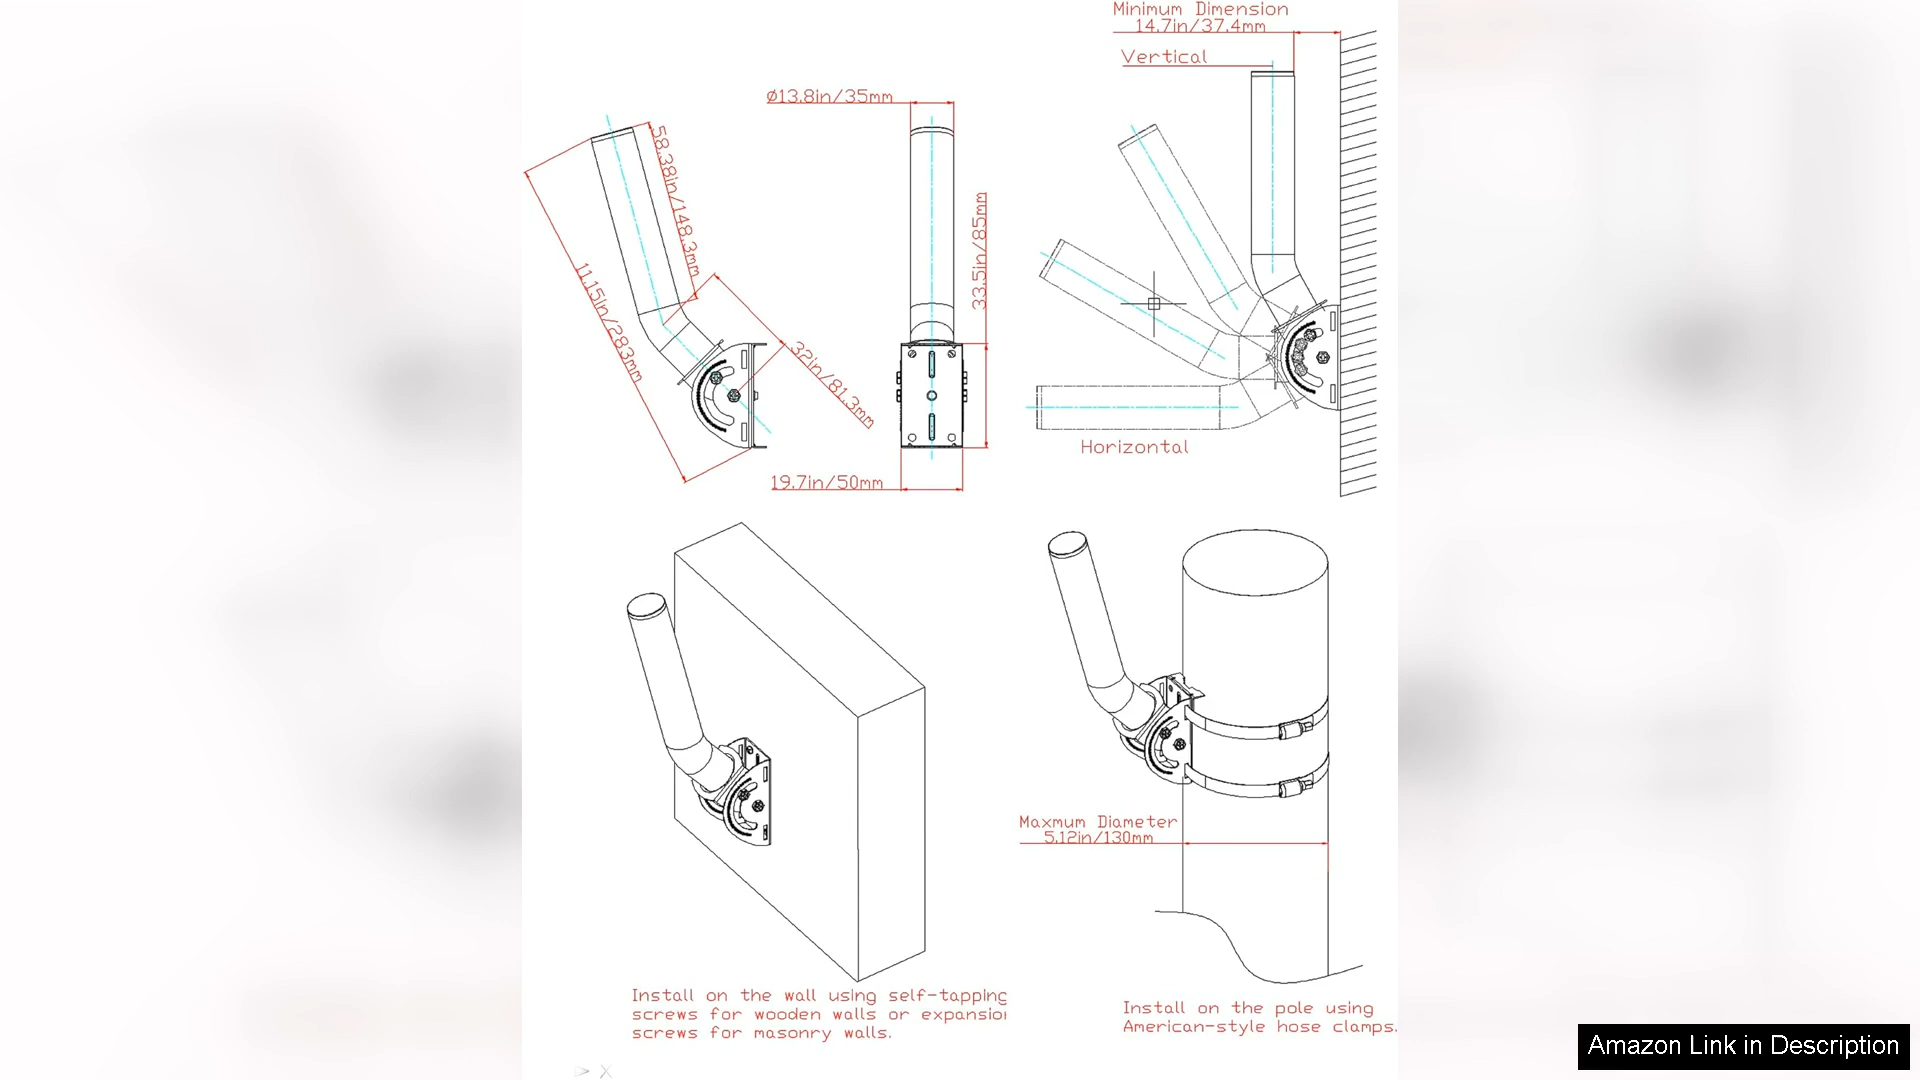 Minimum Dimension
14.7in/37.4mm
Vertical
Ø13.8in/35mm
58.38in/148.3mm
33.5in/85mm
11.15in/283mm
32in/81.3mm
Horizontal
19.7in/50mm
Maxmum Diameter
5.12in/130mm
Install on the wall using self-tapping
screws for wooden walls or expansion
screws for masonry walls.
Install on the pole using
American-style hose clamps.
X
Amazon Link in Description